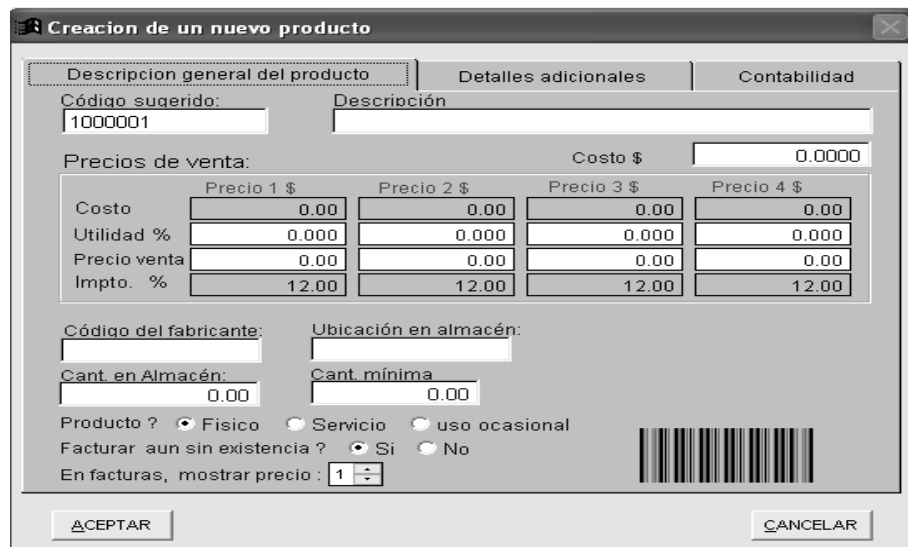 Creacion de un nuevo producto
Descripcion general del producto
Detalles adicionales
Contabilidad
Código sugerido:
Descripción
1000001
Precios de venta:
Costo $
0.0000
Precio 1 $ Precio 2 $ Precio 3 $ Precio 4 $
Costo 0.00 0.00 0.00 0.00
Utilidad % 0.000 0.000 0.000 0.000
Precio venta 0.00 0.00 0.00 0.00
Impto. % 12.00 12.00 12.00 12.00
Código del fabricante:
Ubicación en almacén:
Cant. en Almacén:
Cant. mínima
0.00
0.00
Producto ? Fisico Servicio uso ocasional
Facturar aun sin existencia ? Si No
En facturas, mostrar precio : 1
ACEPTAR
CANCELAR